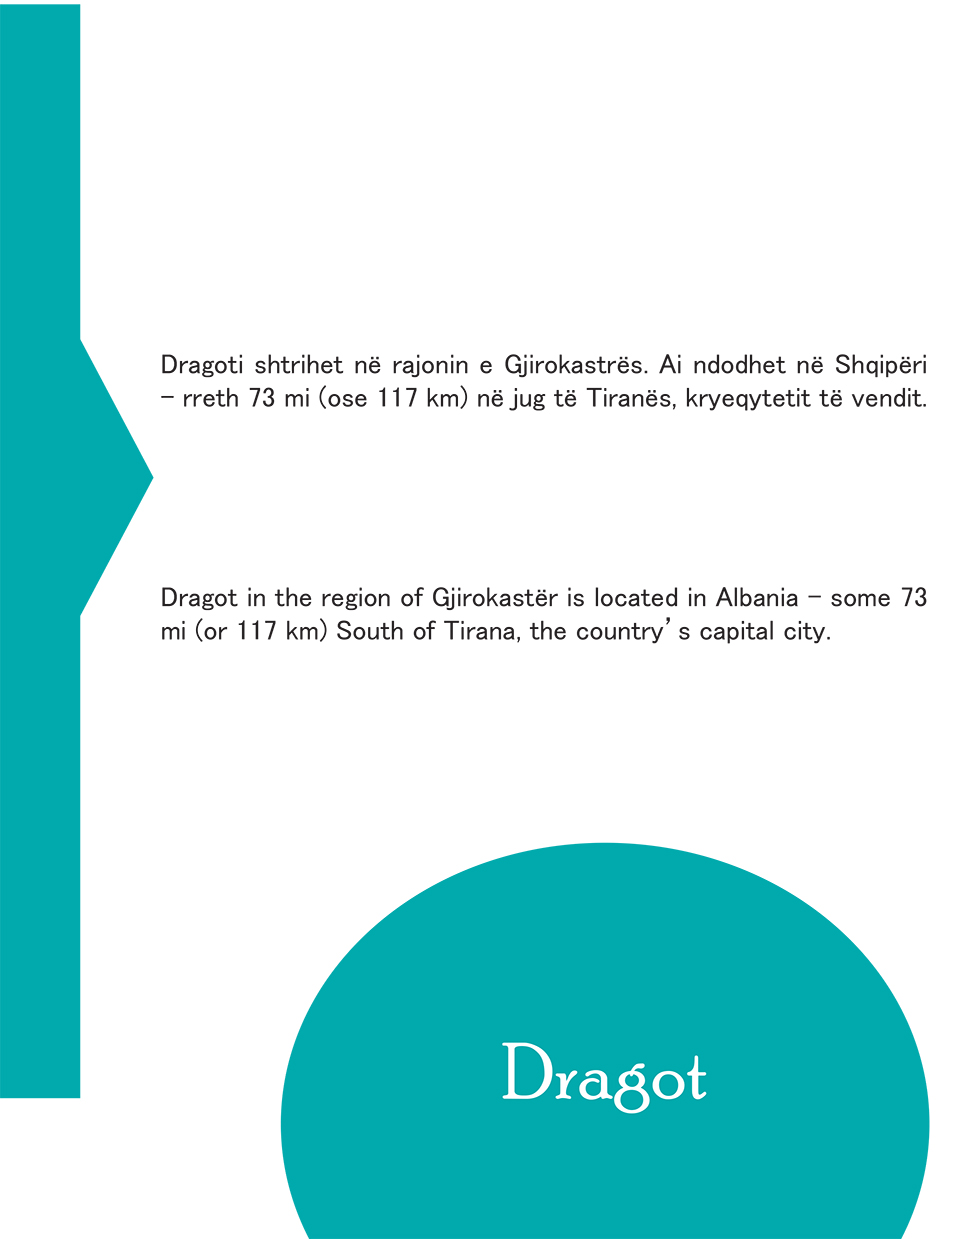 Dragoti shtrihet në rajonin e Gjirokastrës. Ai ndodhet në Shqipëri
– rreth 73 mi (ose 117 km) në jug të Tiranës, kryeqytetit të vendit.
Dragot in the region of Gjirokastër is located in Albania – some 73
mi (or 117 km) South of Tirana, the country’s capital city.
Dragot